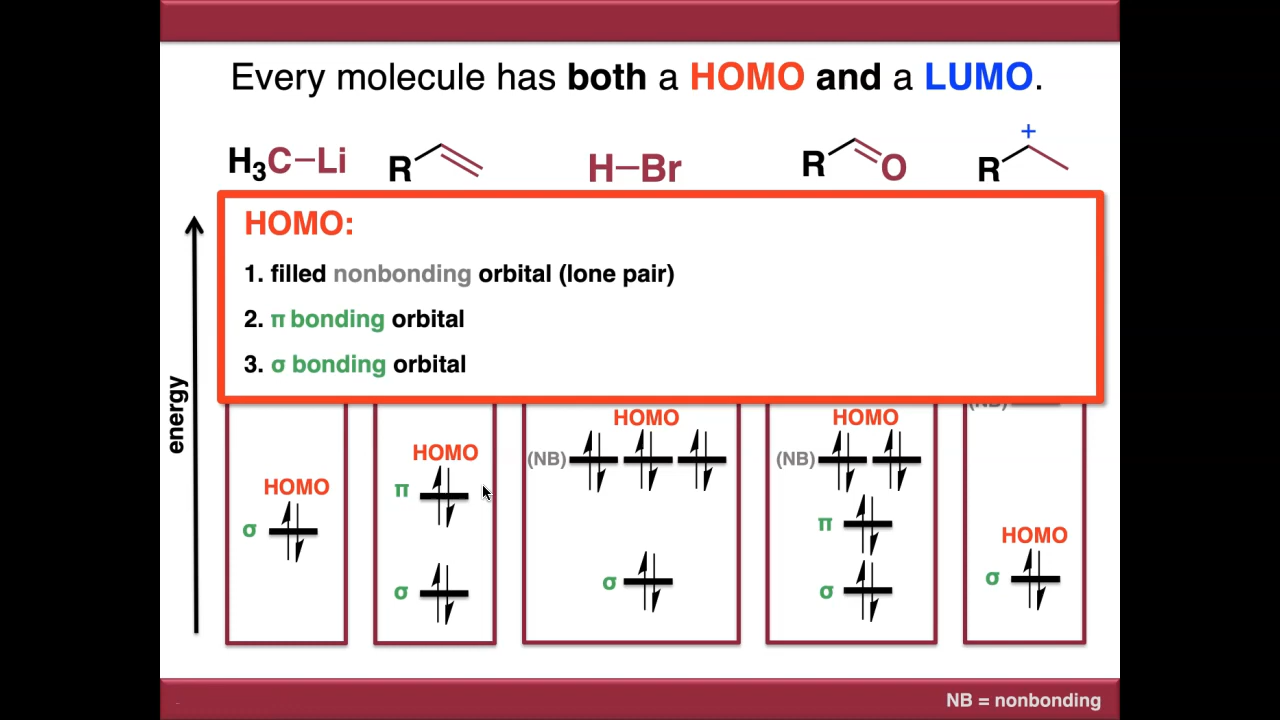 Every molecule has both a HOMO and a LUMO.
H3C–Li
R
H–Br
R O
R +
HOMO:
1. filled nonbonding orbital (lone pair)
2. π bonding orbital
3. σ bonding orbital
energy
(NB)
HOMO
σ
HOMO
π
σ
HOMO
(NB)
σ
HOMO
(NB)
π
σ
HOMO
σ
NB = nonbonding